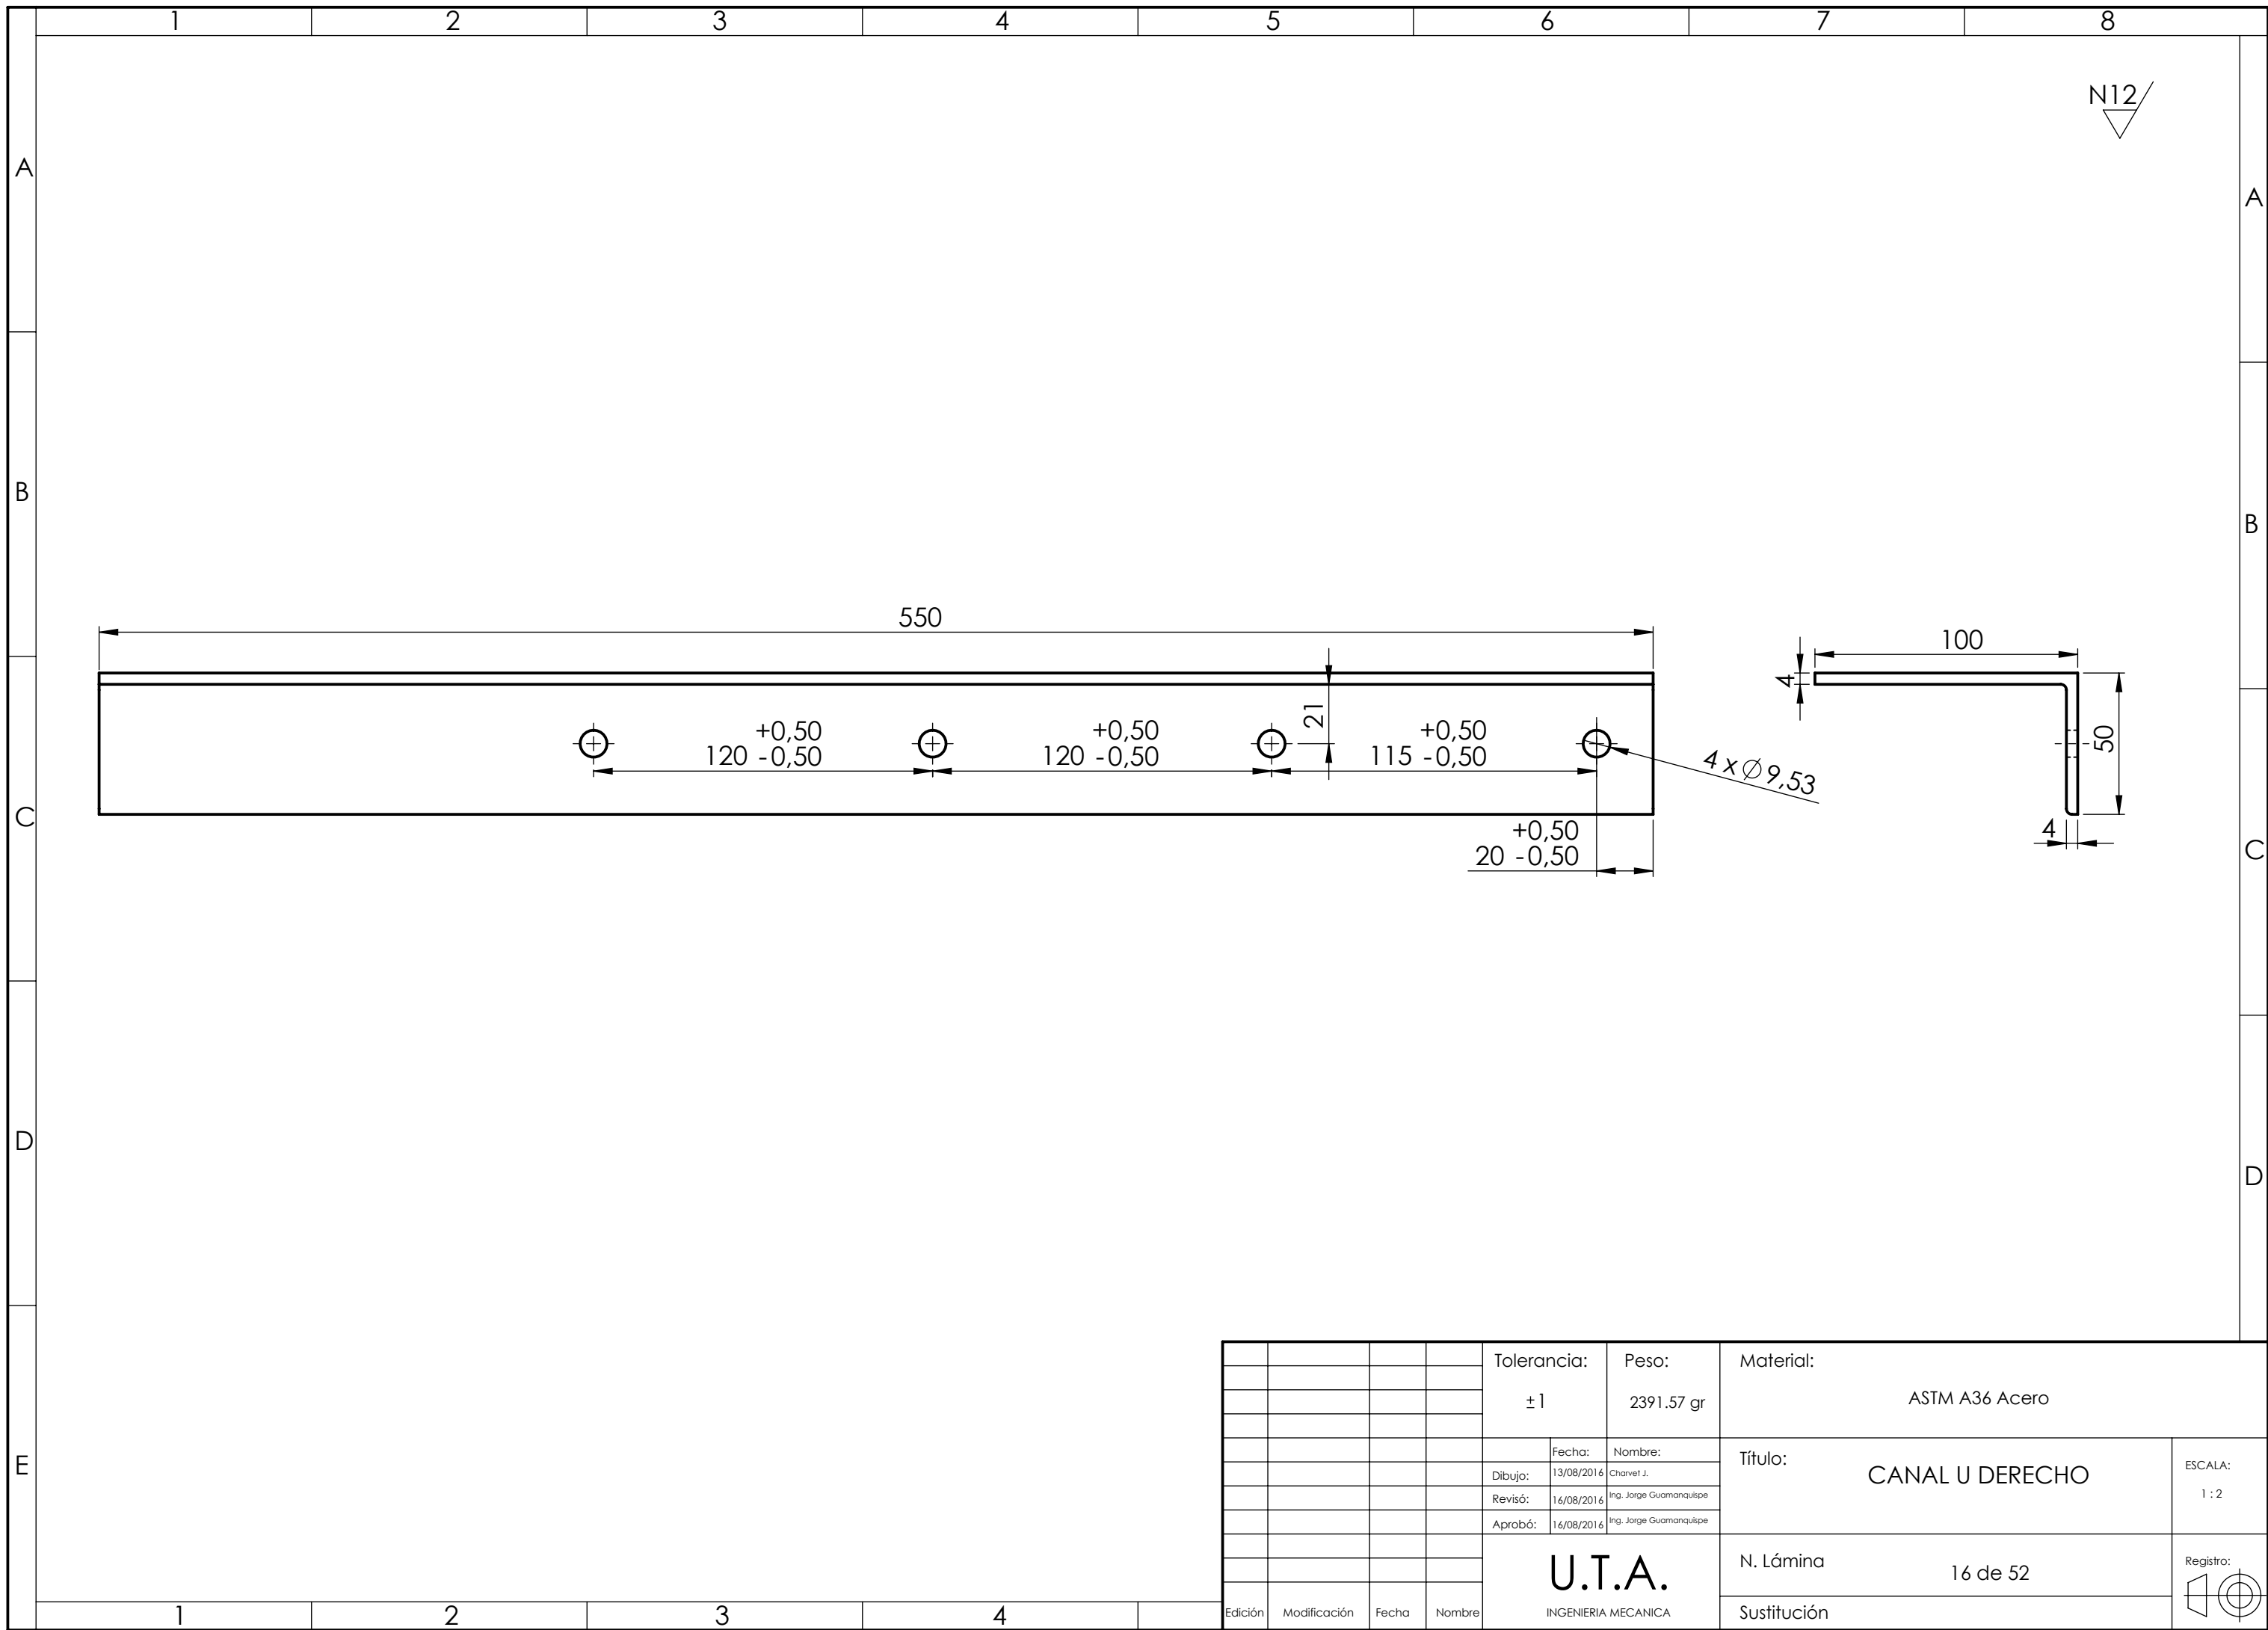 1 2 3 4 5 6 7 8
N12
A
A
B
B
550
100
4
21
50
+0,50
120 -0,50
+0,50
120 -0,50
+0,50
115 -0,50
4 x Ø 9,53
4
+0,50
20 -0,50
C
C
D
D
E
Tolerancia:
±1
Peso:
2391.57 gr
Material:
ASTM A36 Acero
Fecha: Nombre:
Dibujo: 13/08/2016 Charvet J.
Revisó: 16/08/2016 Ing. Jorge Guamanquispe
Aprobó: 16/08/2016 Ing. Jorge Guamanquispe
Título:
CANAL U DERECHO
ESCALA:
1 : 2
U.T.A.
INGENIERIA MECANICA
N. Lámina 16 de 52
Registro:
Sustitución
Edición Modificación Fecha Nombre
1 2 3 4